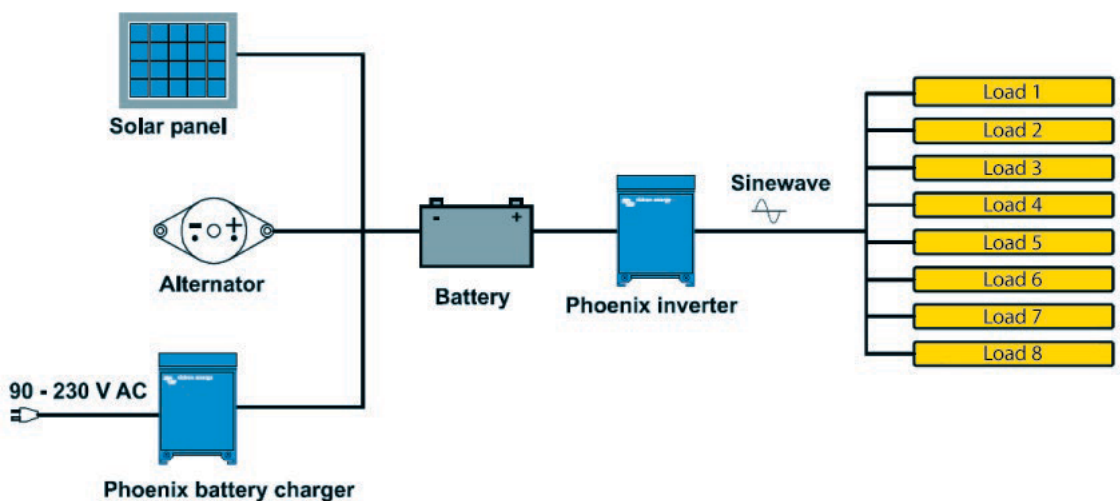 Solar panel
Alternator
90 - 230 V AC
Phoenix battery charger
Battery
Phoenix inverter
Sinewave
Load 1
Load 2
Load 3
Load 4
Load 5
Load 6
Load 7
Load 8